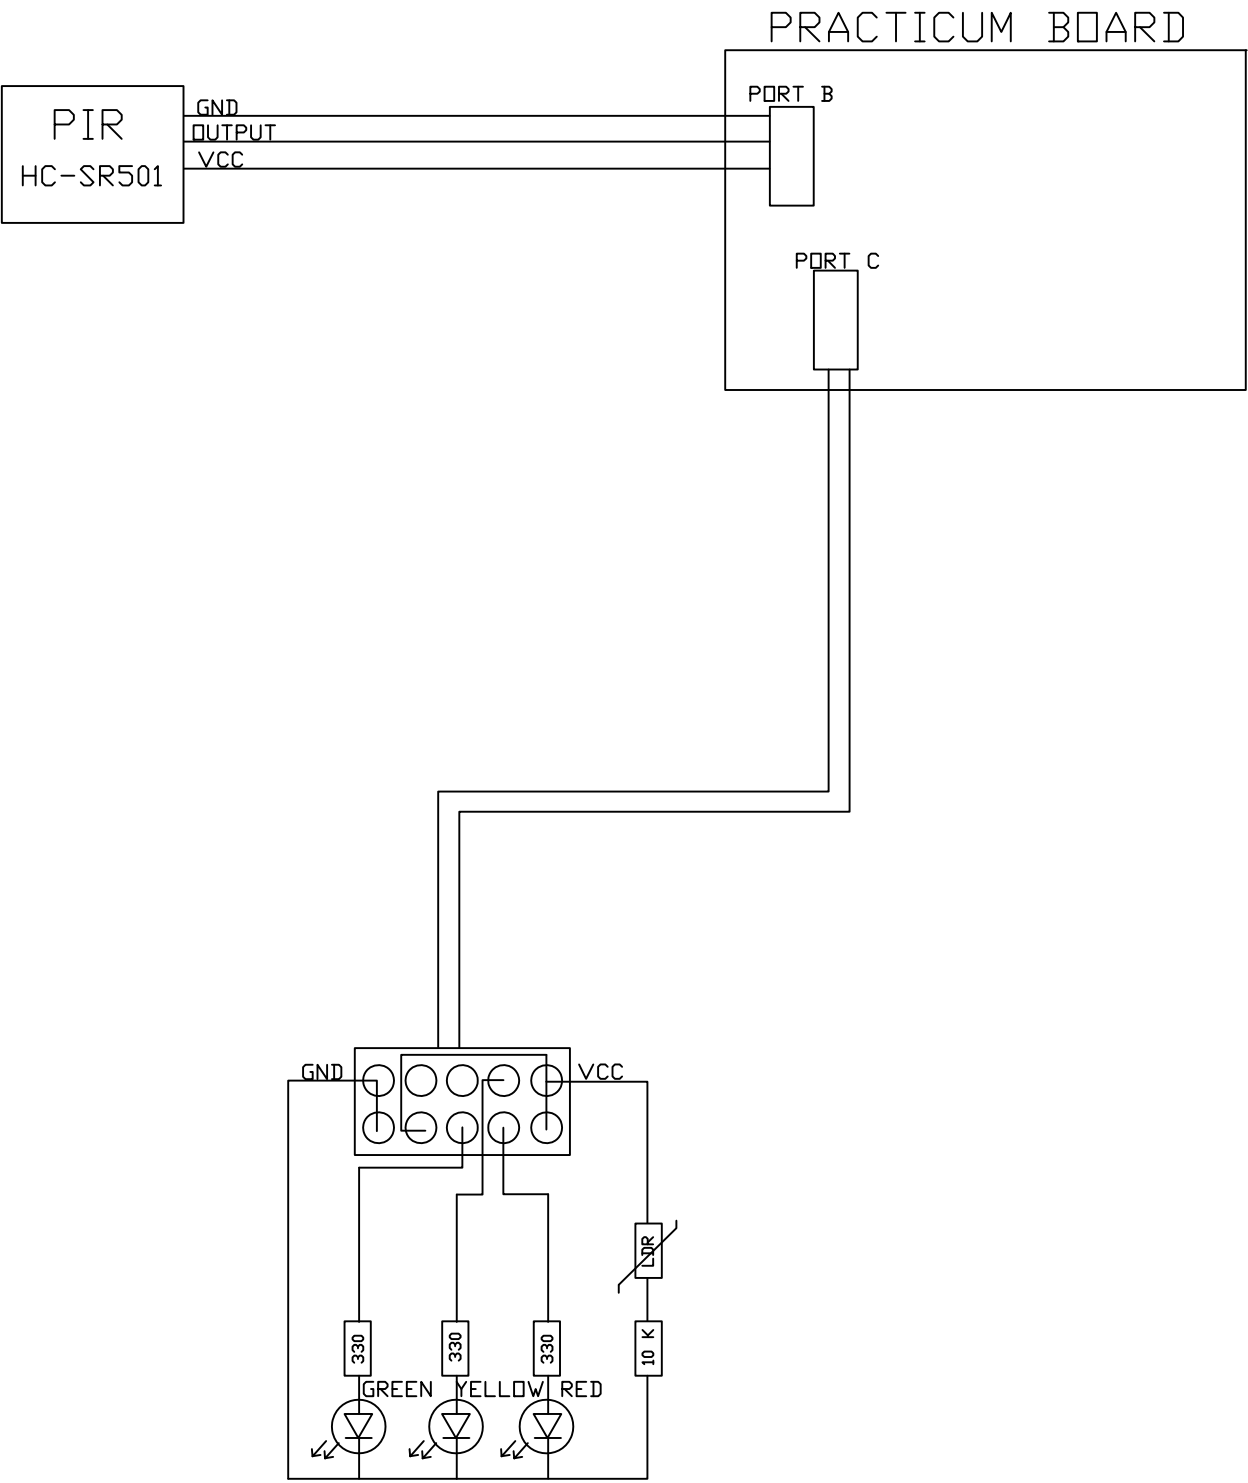 PRACTICUM BOARD
PORT B
PIR
HC-SR501
GND
OUTPUT
VCC
PORT C
GND
VCC
LDR
330
330
330
10 K
GREEN
YELLOW
RED